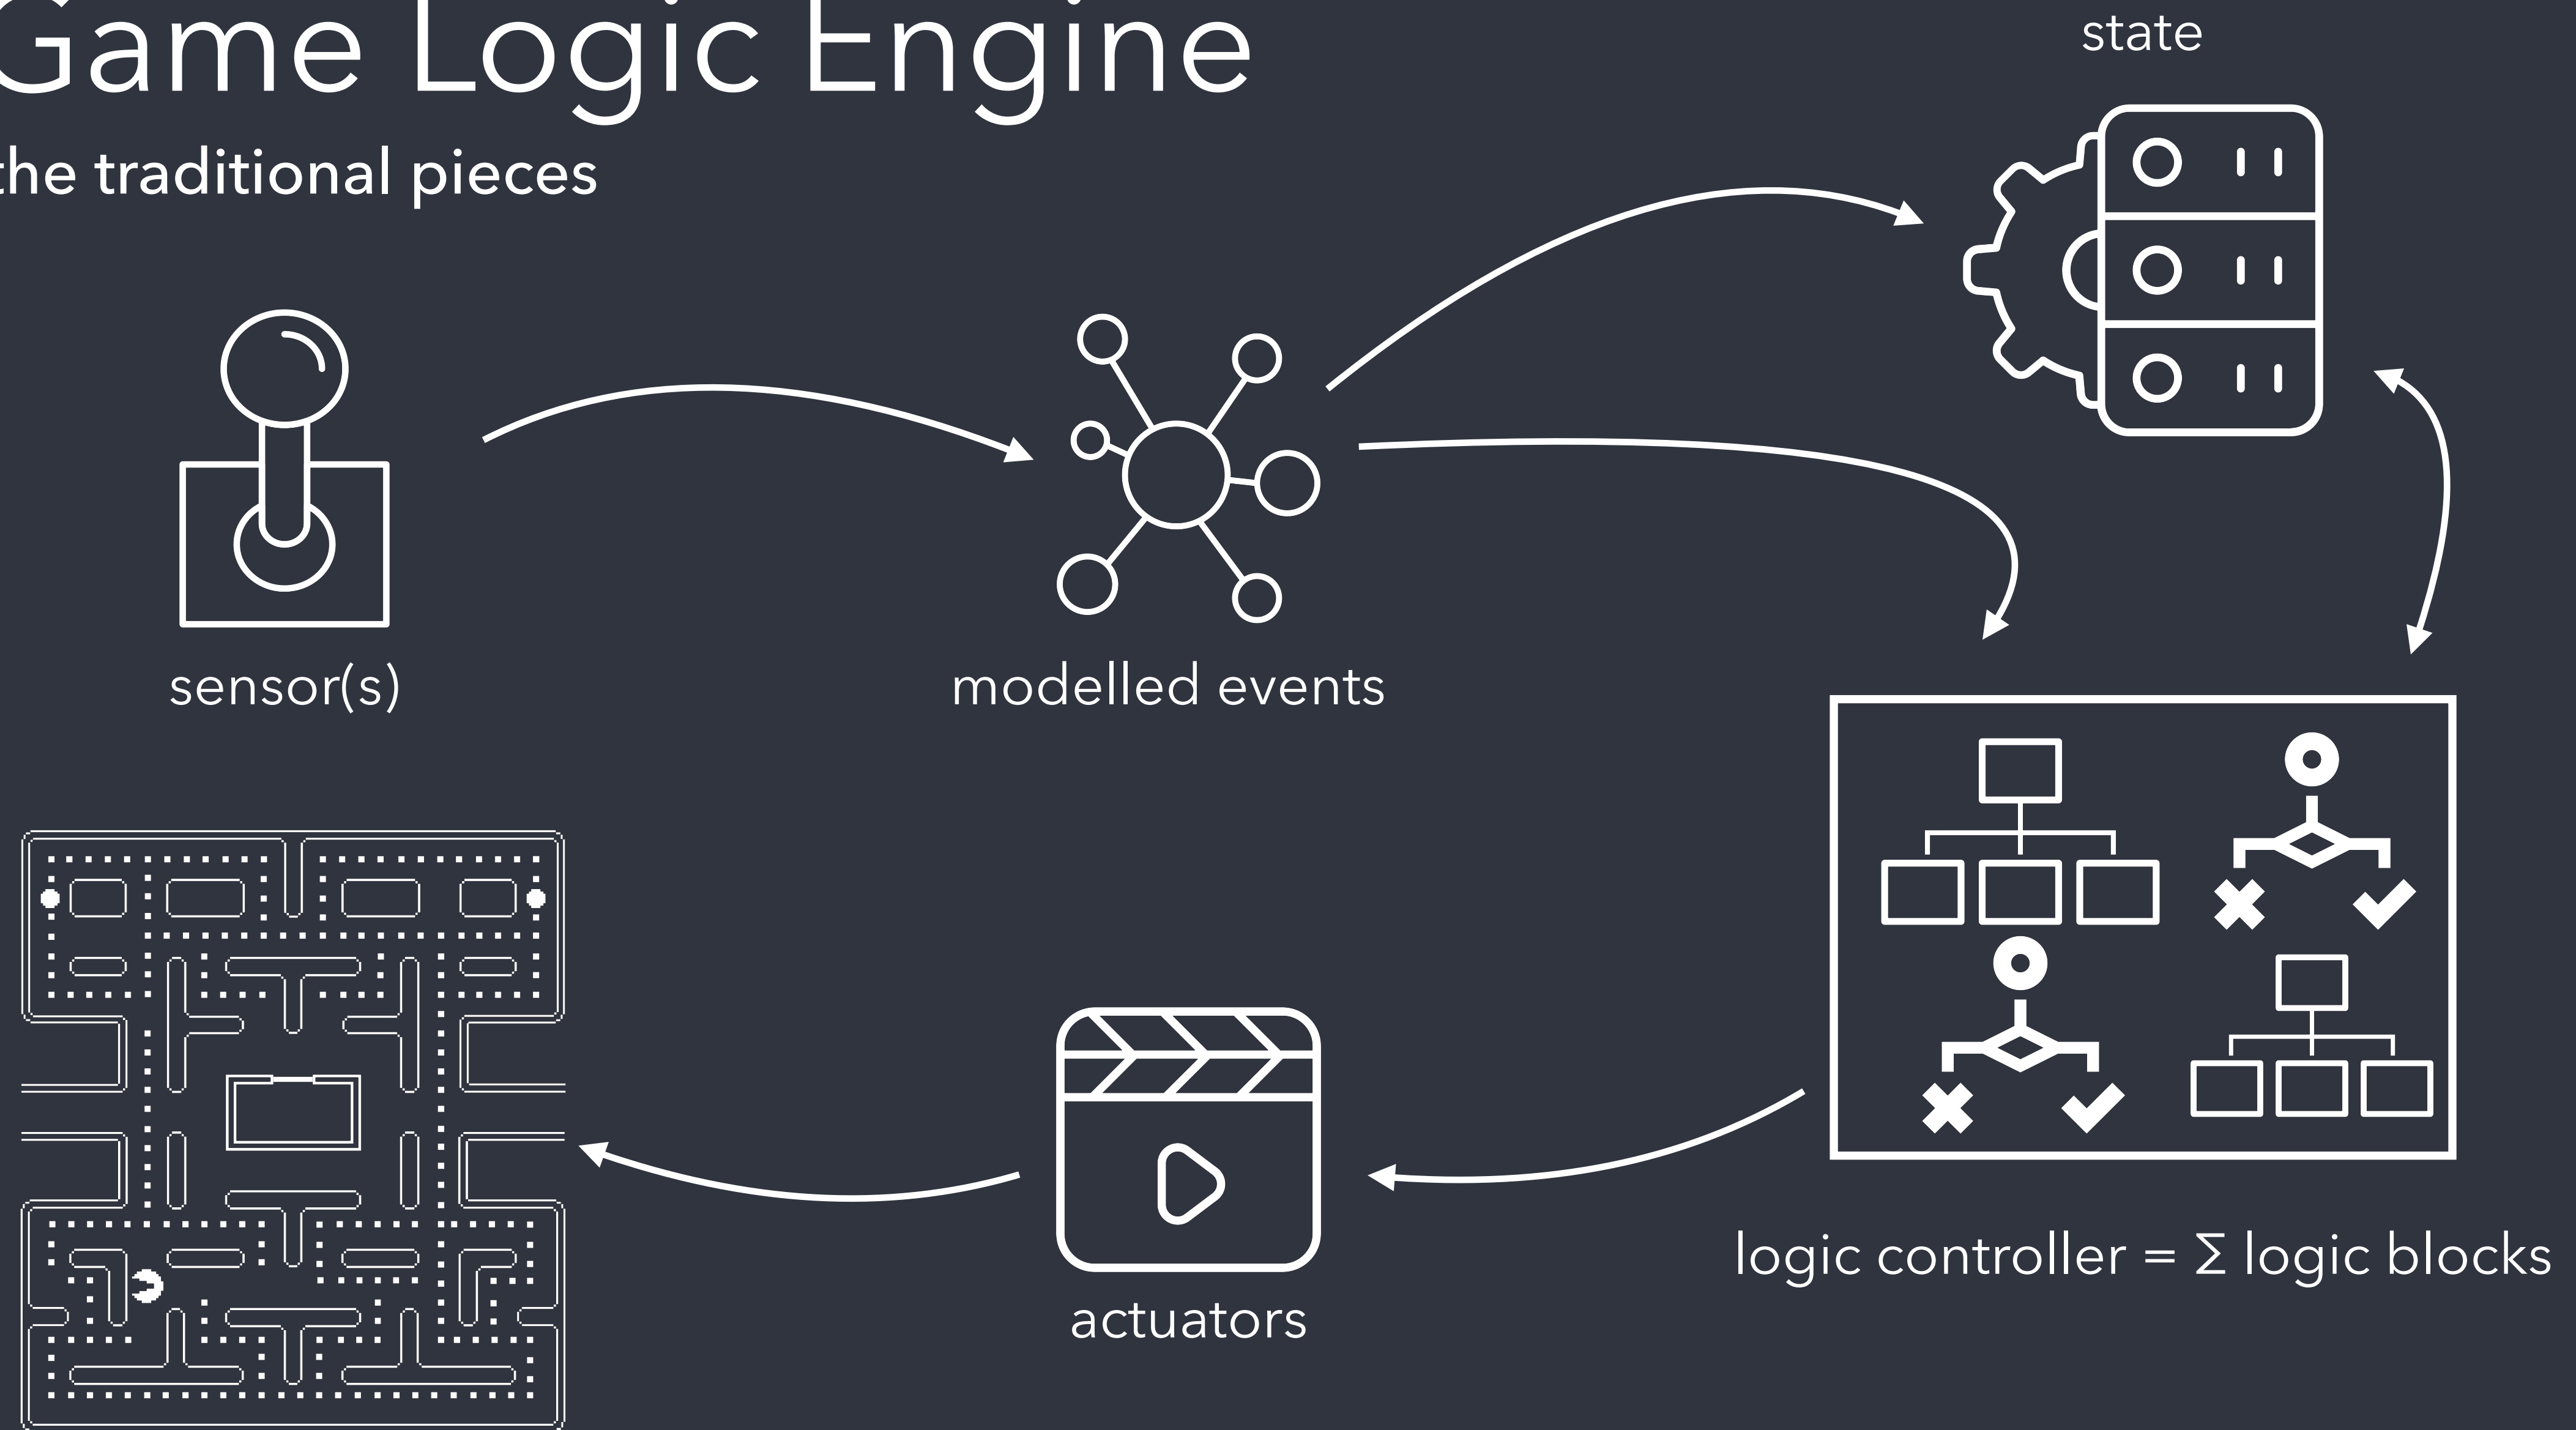 Game Logic Engine
the traditional pieces
state
sensor(s)
modelled events
logic controller = Σ logic blocks
actuators